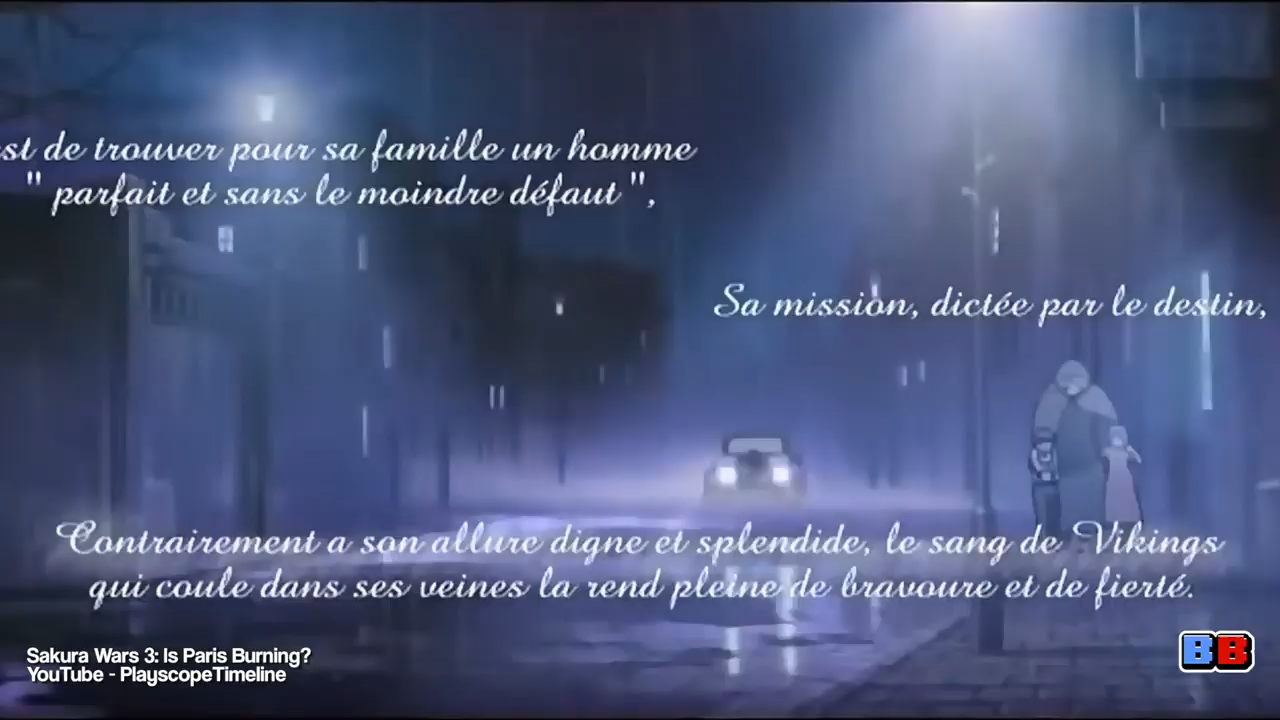 st de trouver pour sa famille un homme
" parfait et sans le moindre défaut ",
Sa mission, dictée par le destin,
Contrairement a son allure digne et splendide, le sang de Vikings
qui coule dans ses veines la rend pleine de bravoure et de fierté.
Sakura Wars 3: Is Paris Burning?
YouTube - PlayscopeTimeline
BB